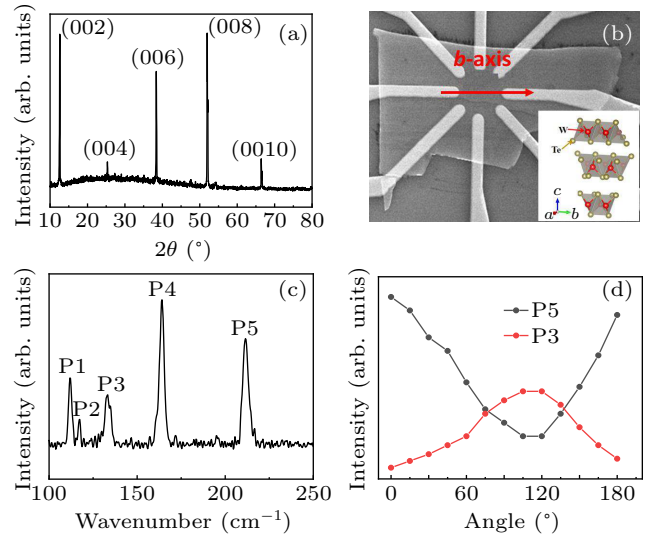 Intensity (arb. units)
(002)
(004)
(006)
(008)
(0010)
(a)
10 20 30 40 50 60 70 80
2θ (°)
(b)
b-axis
W
Te
c
a
b
Intensity (arb. units)
(c)
P1
P2
P3
P4
P5
100 150 200 250
Wavenumber (cm−1)
Intensity (arb. units)
(d)
P5
P3
0 60 120 180
Angle (°)